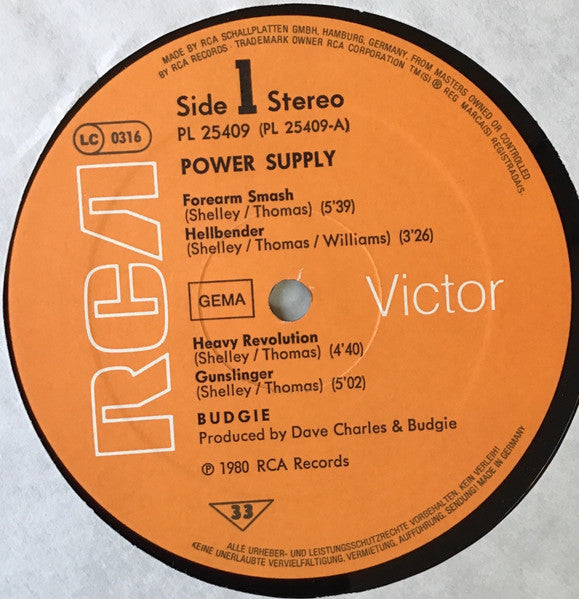 MADE BY RCA SCHALLPLATTEN GMBH, HAMBURG, GERMANY, FROM MASTERS OWNED OR CONTROLLED
BY RCA RECORDS · TRADEMARK OWNER RCA CORPORATION TM(S) ® REG MARCA(S) REGISTRADAIS.
Side 1 Stereo
PL 25409 (PL 25409-A)
LC 0316
POWER SUPPLY
Forearm Smash
(Shelley/Thomas) (5'39)
Hellbender
(Shelley/Thomas/Williams) (3'26)
RCA
GEMA
Victor
Heavy Revolution
(Shelley/Thomas) (4'40)
Gunslinger
(Shelley/Thomas) (5'02)
BUDGIE
Produced by Dave Charles & Budgie
℗ 1980 RCA Records
33
ALLE URHEBER- UND LEISTUNGSSCHUTZRECHTE VORBEHALTEN. KEIN VERLEIH!
KEINE UNERLAUBTE VERVIELFÄLTIGUNG, VERMIETUNG, AUFFÜHRUNG, SENDUNG! MADE IN GERMANY